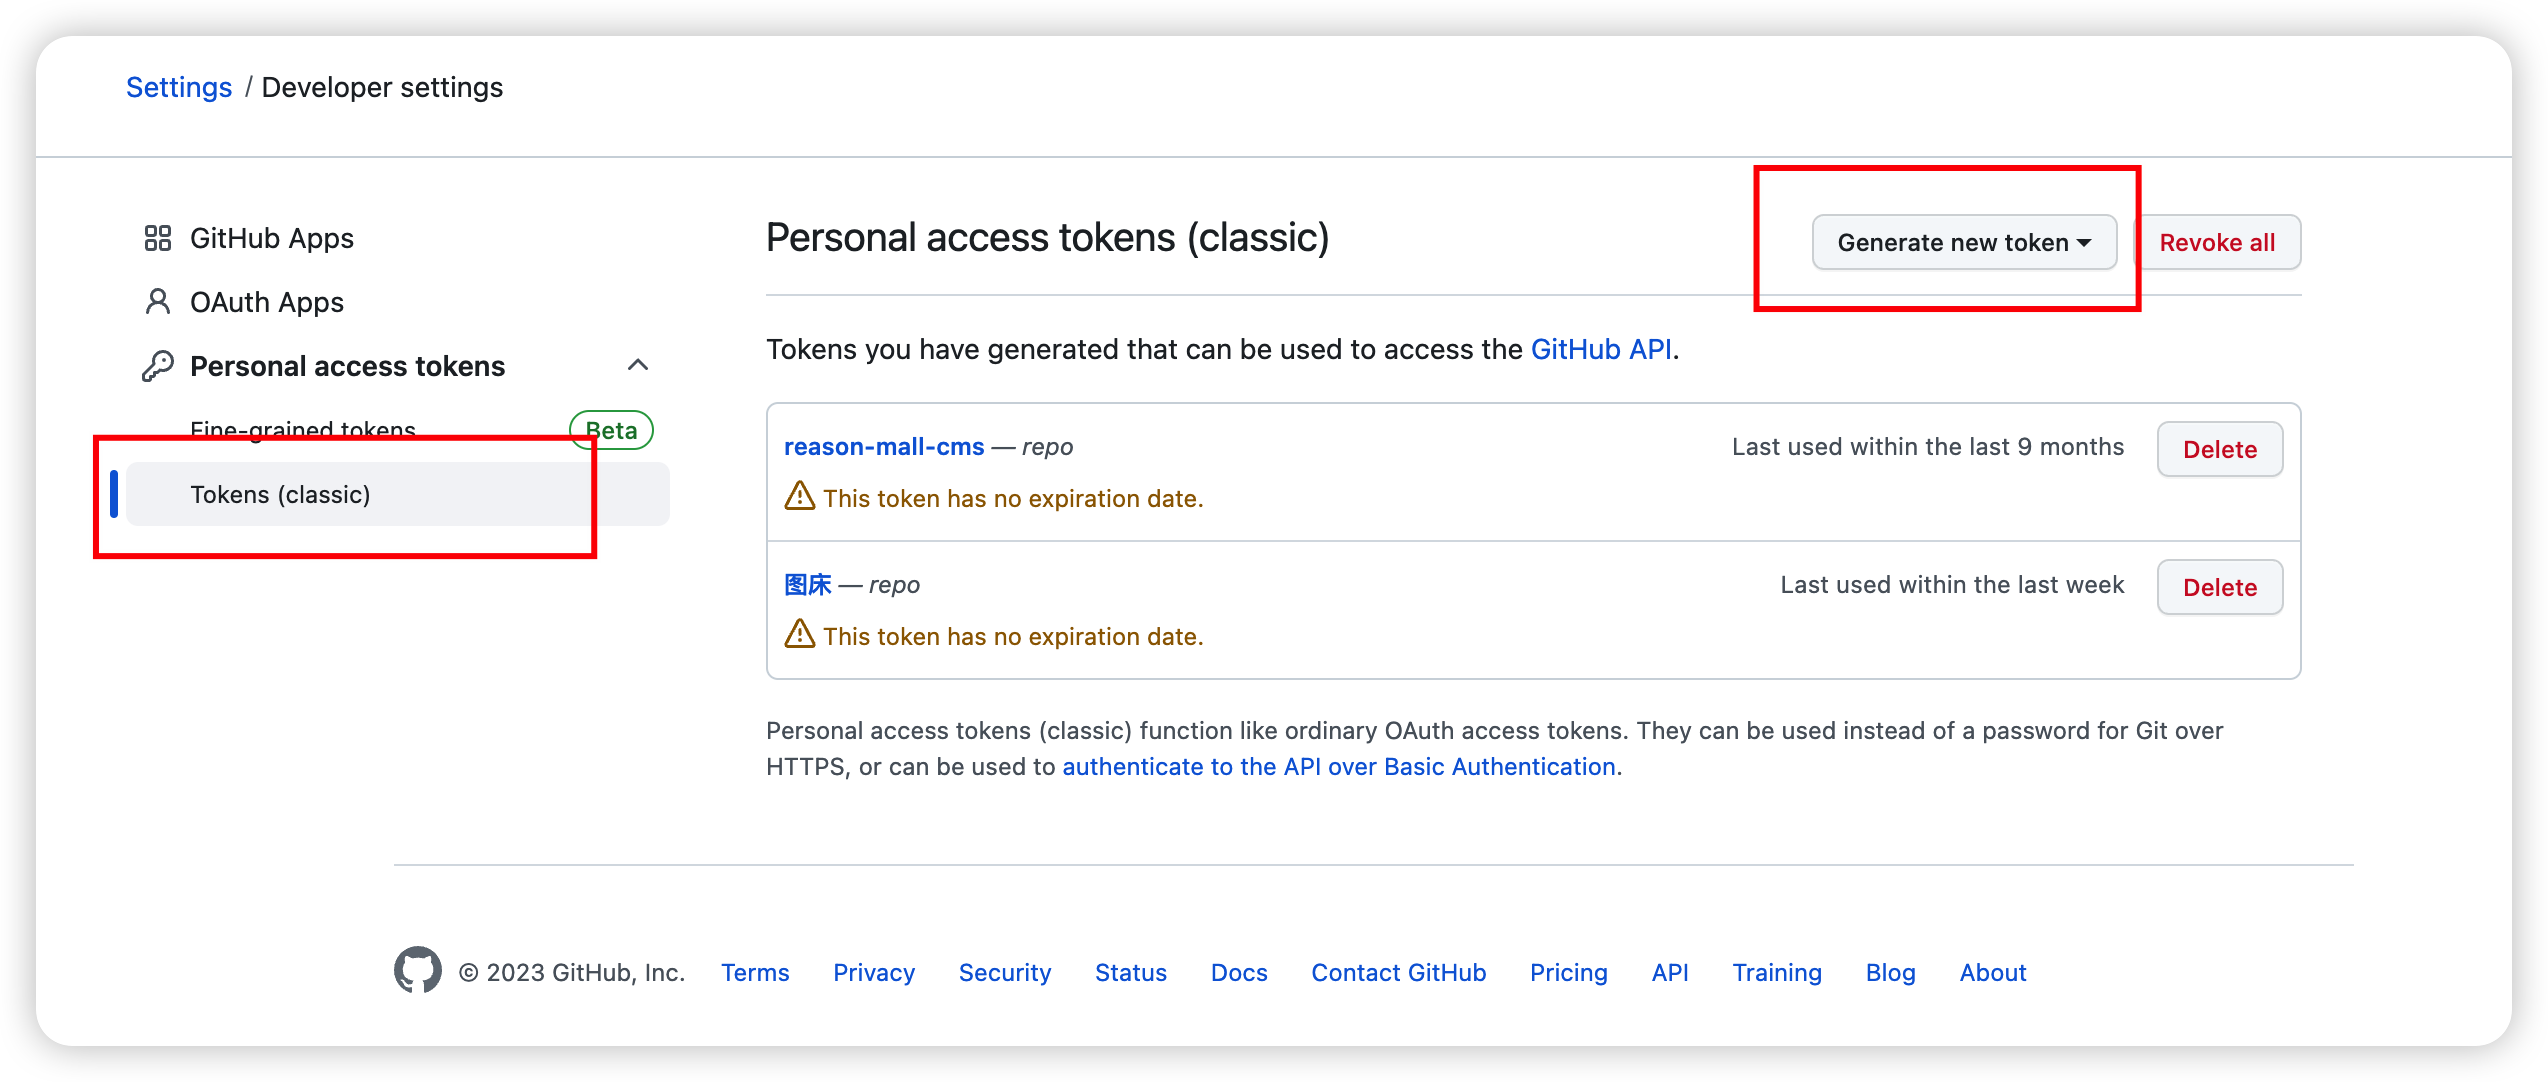 Settings / Developer settings
GitHub Apps
OAuth Apps
Personal access tokens
Fine-grained tokens Beta
Tokens (classic)
Personal access tokens (classic) Generate new token Revoke all
Tokens you have generated that can be used to access the GitHub API.
reason-mall-cms — repo Last used within the last 9 months Delete
This token has no expiration date.
图床 — repo Last used within the last week Delete
This token has no expiration date.
Personal access tokens (classic) function like ordinary OAuth access tokens. They can be used instead of a password for Git over
HTTPS, or can be used to authenticate to the API over Basic Authentication.
© 2023 GitHub, Inc. Terms Privacy Security Status Docs Contact GitHub Pricing API Training Blog About